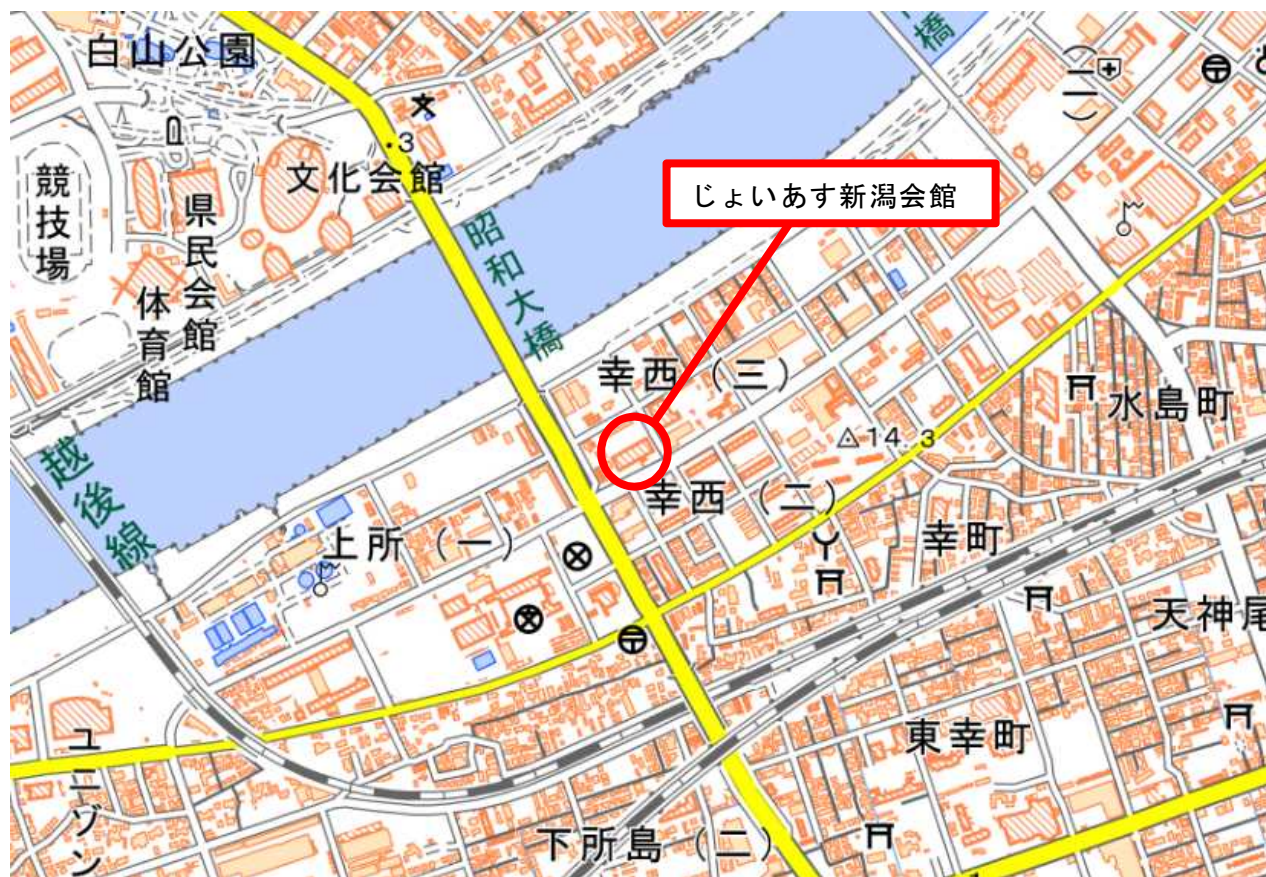 白山公園
橋
(二)
・3
文化会館
競技場
県民会館
体育館
昭和大橋
じょいあす新潟会館
幸西(三)
14.3
水島町
越後線
上所(一)
幸西(二)
幸町
天神尾
東幸町
ユニゾン
下所島(二)